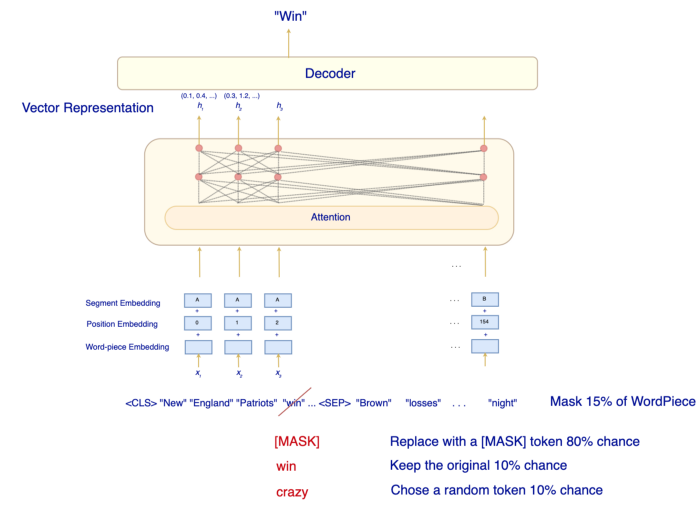 "Win"
Decoder
(0.1, 0.4, ...) (0.3, 1.2, ...)
Vector Representation h1 h2 h3
Attention
. . .
Segment Embedding A A A . . . B
+ + + +
Position Embedding 0 1 2 . . . 154
+ + + +
Word-piece Embedding . . .
x1 x2 x3
<CLS> "New" "England" "Patriots" "win" ... <SEP> "Brown" "losses" . . . "night" Mask 15% of WordPiece
[MASK] Replace with a [MASK] token 80% chance
win Keep the original 10% chance
crazy Chose a random token 10% chance